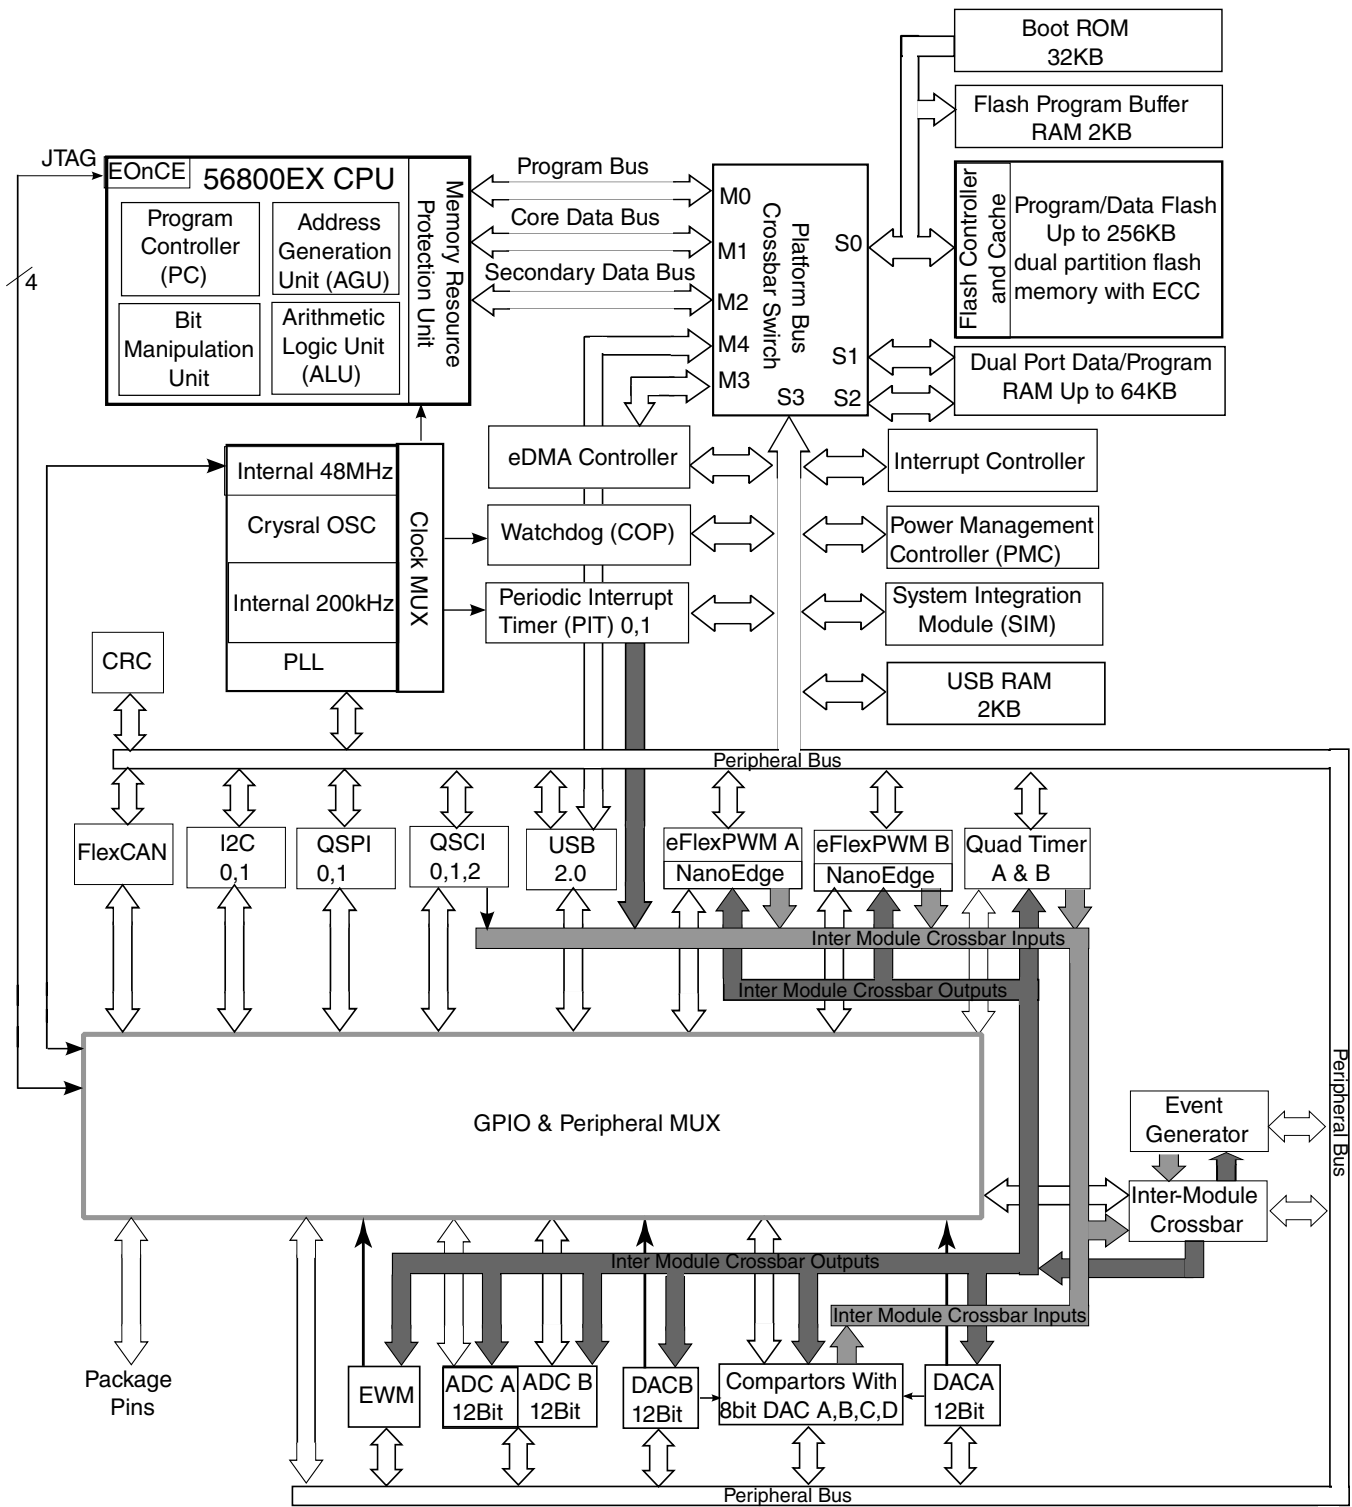 Boot ROM
32KB
Flash Program Buffer
RAM 2KB
JTAG
EOnCE
56800EX CPU
Program
Controller
(PC)
Address
Generation
Unit (AGU)
Bit
Manipulation
Unit
Arithmetic
Logic Unit
(ALU)
Memory Resource
Protection Unit
4
Program Bus
Core Data Bus
Secondary Data Bus
M0
M1
M2
M4
M3
Platform Bus
Crossbar Swirch
S0
S1
S2
S3
Flash Controller
and Cache
Program/Data Flash
Up to 256KB
dual partition flash
memory with ECC
Dual Port Data/Program
RAM Up to 64KB
Internal 48MHz
Crysral OSC
Internal 200kHz
PLL
Clock MUX
eDMA Controller
Watchdog (COP)
Periodic Interrupt
Timer (PIT) 0,1
Interrupt Controller
Power Management
Controller (PMC)
System Integration
Module (SIM)
USB RAM
2KB
CRC
Peripheral Bus
FlexCAN
I2C
0,1
QSPI
0,1
QSCI
0,1,2
USB
2.0
eFlexPWM A
NanoEdge
eFlexPWM B
NanoEdge
Quad Timer
A & B
Inter Module Crossbar Inputs
Inter Module Crossbar Outputs
GPIO & Peripheral MUX
Peripheral Bus
Event
Generator
Inter-Module
Crossbar
Inter Module Crossbar Outputs
Inter Module Crossbar Inputs
Package
Pins
EWM
ADC A
12Bit
ADC B
12Bit
DACB
12Bit
Compartors With
8bit DAC A,B,C,D
DACA
12Bit
Peripheral Bus